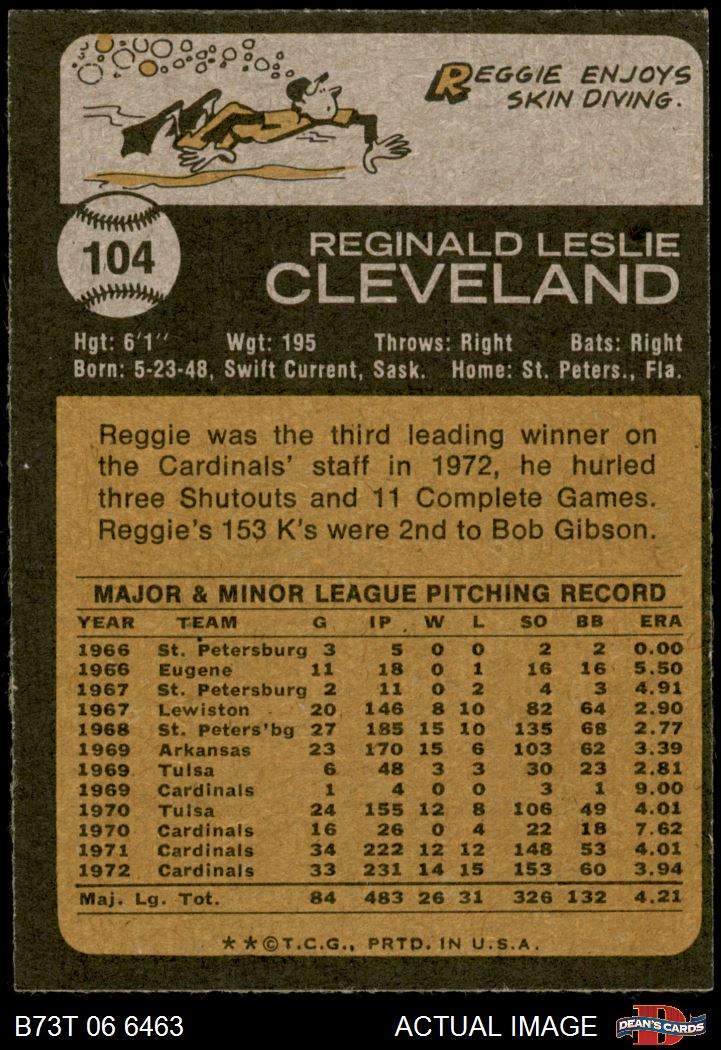 REGGIE ENJOYS
SKIN DIVING.
104
REGINALD LESLIE
CLEVELAND
Hgt: 6'1" Wgt: 195 Throws: Right Bats: Right
Born: 5-23-48, Swift Current, Sask. Home: St. Peters., Fla.
Reggie was the third leading winner on
the Cardinals' staff in 1972, he hurled
three Shutouts and 11 Complete Games.
Reggie's 153 K's were 2nd to Bob Gibson.
MAJOR & MINOR LEAGUE PITCHING RECORD
YEAR TEAM G IP W L SO BB ERA
1966 St. Petersburg 3 5 0 0 2 2 0.00
1966 Eugene 11 18 0 1 16 16 5.50
1967 St. Petersburg 2 11 0 2 4 3 4.91
1967 Lewiston 20 146 8 10 82 64 2.90
1968 St. Peters'bg 27 185 15 10 135 68 2.77
1969 Arkansas 23 170 15 6 103 62 3.39
1969 Tulsa 6 48 3 3 30 23 2.81
1969 Cardinals 1 4 0 0 3 1 9.00
1970 Tulsa 24 155 12 8 106 49 4.01
1970 Cardinals 16 26 0 4 22 18 7.62
1971 Cardinals 34 222 12 12 148 53 4.01
1972 Cardinals 33 231 14 15 153 60 3.94
Maj. Lg. Tot. 84 483 26 31 326 132 4.21
★ ★ © T.C.G., PRTD. IN U.S.A.
B73T 06 6463 ACTUAL IMAGE D DEAN'S CARDS